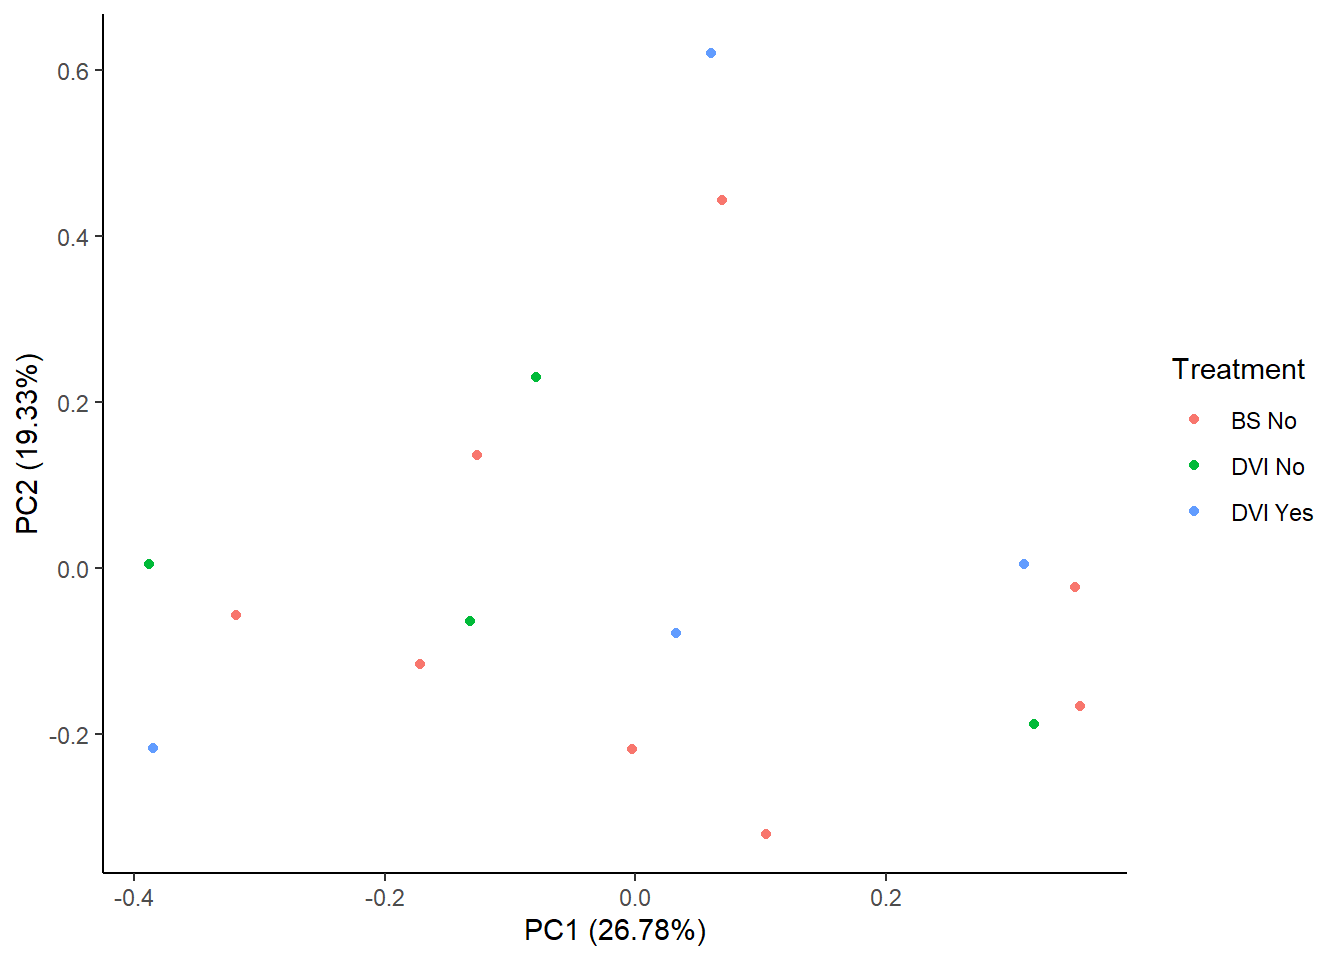 0.6
0.4
0.2
0.0
-0.2
PC2 (19.33%)
-0.4
-0.2
0.0
0.2
PC1 (26.78%)
Treatment
BS No
DVI No
DVI Yes